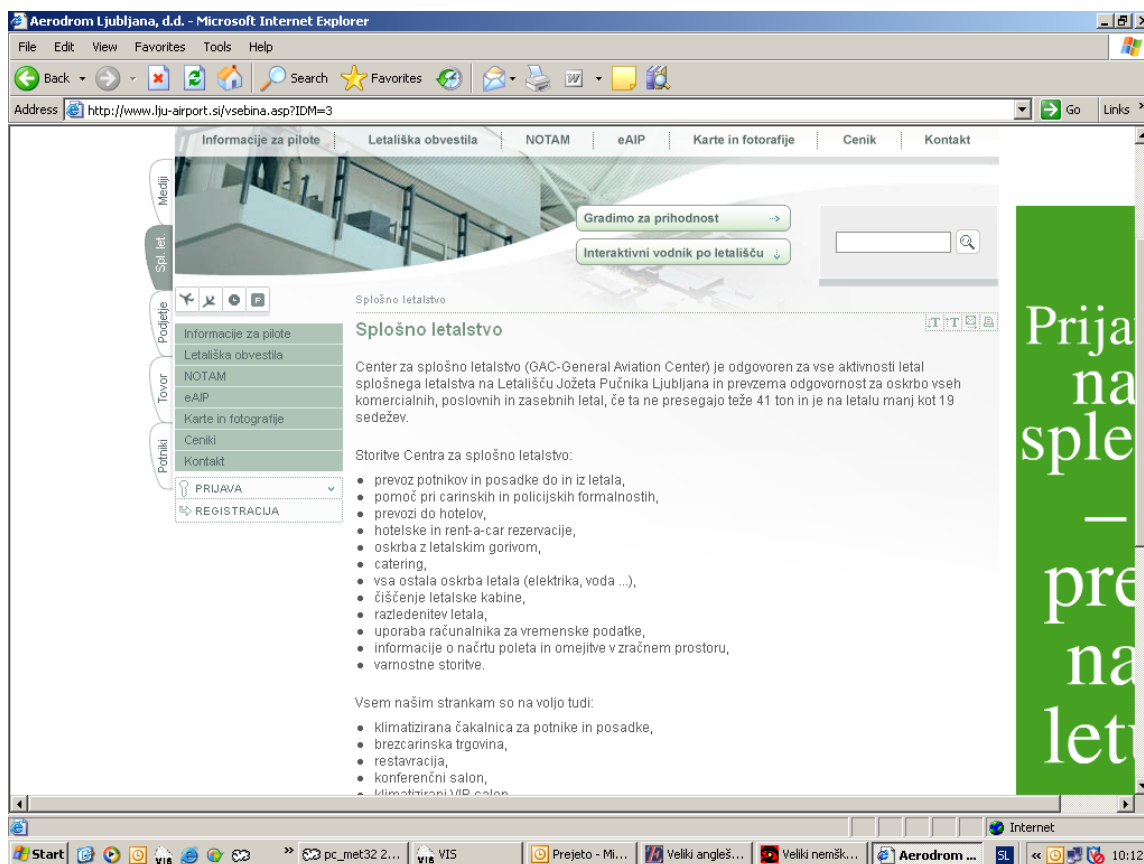 Aerodrom Ljubljana, d.d. - Microsoft Internet Explorer
File Edit View Favorites Tools Help
Back Search Favorites
Address http://www.lju-airport.si/vsebina.asp?IDM=3 Go Links
Informacije za pilote Letališka obvestila NOTAM eAIP Karte in fotorafije Cenik Kontakt
Mediji
Spl. let.
Podjetje
Tovor
Potniki
Gradimo za prihodnost
Interaktivni vodnik po letališču
Informacije za pilote
Letališka obvestila
NOTAM
eAIP
Karte in fotografije
Ceniki
Kontakt
PRIJAVA
REGISTRACIJA
Splošno letalstvo
Splošno letalstvo
Center za splošno letalstvo (GAC-General Aviation Center) je odgovoren za vse aktivnosti letal
splošnega letalstva na Letališču Jožeta Pučnika Ljubljana in prevzema odgovornost za oskrbo vseh
komercialnih, poslovnih in zasebnih letal, če ta ne presegajo teže 41 ton in je na letalu manj kot 19
sedežev.
Storitve Centra za splošno letalstvo:
prevoz potnikov in posadke do in iz letala,
pomoč pri carinskih in policijskih formalnostih,
prevozi do hotelov,
hotelske in rent-a-car rezervacije,
oskrba z letalskim gorivom,
catering,
vsa ostala oskrba letala (elektrika, voda ...),
čiščenje letalske kabine,
razledenitev letala,
uporaba računalnika za vremenske podatke,
informacije o načrtu poleta in omejitve v zračnem prostoru,
varnostne storitve.
Vsem našim strankam so na voljo tudi:
klimatizirana čakalnica za potnike in posadke,
brezcarinska trgovina,
restavracija,
konferenčni salon,
klimatizirani VIP salon
Prija
na
sple
–
pre
na
letu
Internet
Start » pc_met32 2... VIS Prejeto - Mi... Veliki angleš... Veliki nemšk... Aerodrom ... SL « 10:12